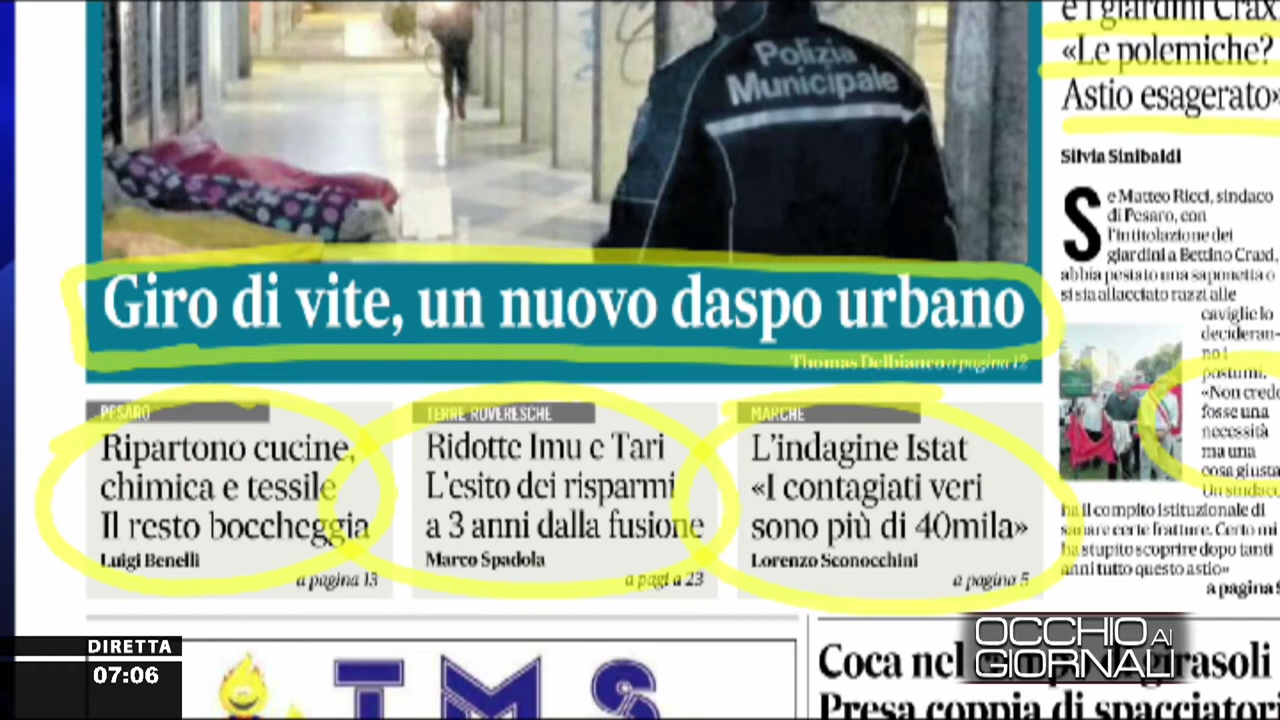 Polizia
Municipale
Giro di vite, un nuovo daspo urbano
Thomas Delbianco a pagina 12
PESARO
Ripartono cucine,
chimica e tessile
Il resto boccheggia
Luigi Benelli
a pagina 13
TERRE ROVERESCHE
Ridotte Imu e Tari
L'esito dei risparmi
a 3 anni dalla fusione
Marco Spadola
a pagi a 23
MARCHE
L'indagine Istat
«I contagiati veri
sono più di 40mila»
Lorenzo Sconocchini
a pagina 5
e i giardini Crax
«Le polemiche?
Astio esagerato»
Silvia Sinibaldi
Se Matteo Ricci, sindaco
di Pesaro, con
l'intitolazione dei
giardini a Bettino Craxi,
abbia pestato una saponetta o
si sia allacciato razzi alle
caviglie lo
decideran-
no i
postumi.
«Non credo
fosse una
necessità
ma una
cosa giusta
Un sindaco
ha il compito istituzionale di
sanare certe fratture. Certo mi
ha stupito scoprire dopo tanti
anni tutto questo astio»
a pagina
TMS
Coca nel girasoli
Presa coppia di spacciatori
OCCHIO AI
GIORNALI
DIRETTA
07:06